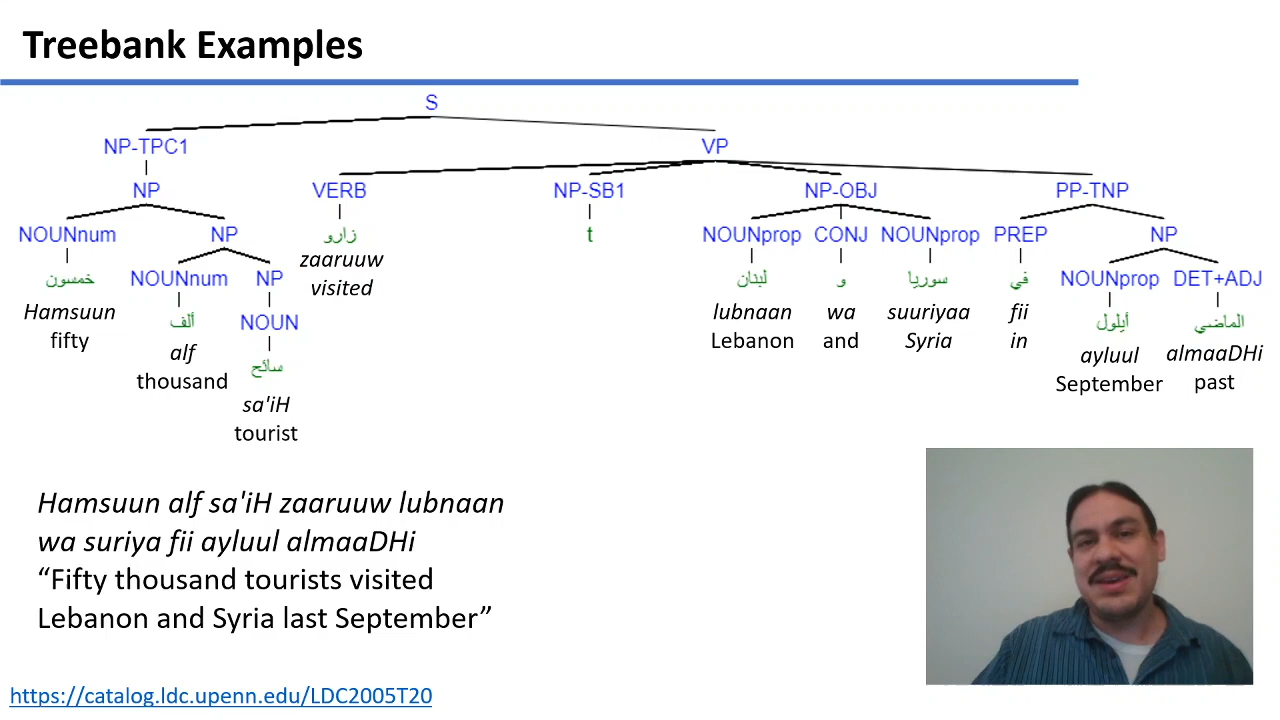 Treebank Examples
S
NP-TPC1 VP
NP VERB NP-SB1 NP-OBJ PP-TNP
NOUNnum NP زارو t NOUNprop CONJ NOUNprop PREP NP
zaaruuw
visited
خمسون NOUNnum NP لبنان و سوريا في NOUNprop DET+ADJ
Hamsuun ألف NOUN lubnaan wa suuriyaa fii أيلول الماضي
fifty alf Lebanon and Syria in ayluul almaaDHi
thousand سائح September past
sa'iH
tourist
Hamsuun alf sa'iH zaaruuw lubnaan
wa suriya fii ayluul almaaDHi
“Fifty thousand tourists visited
Lebanon and Syria last September”
https://catalog.ldc.upenn.edu/LDC2005T20